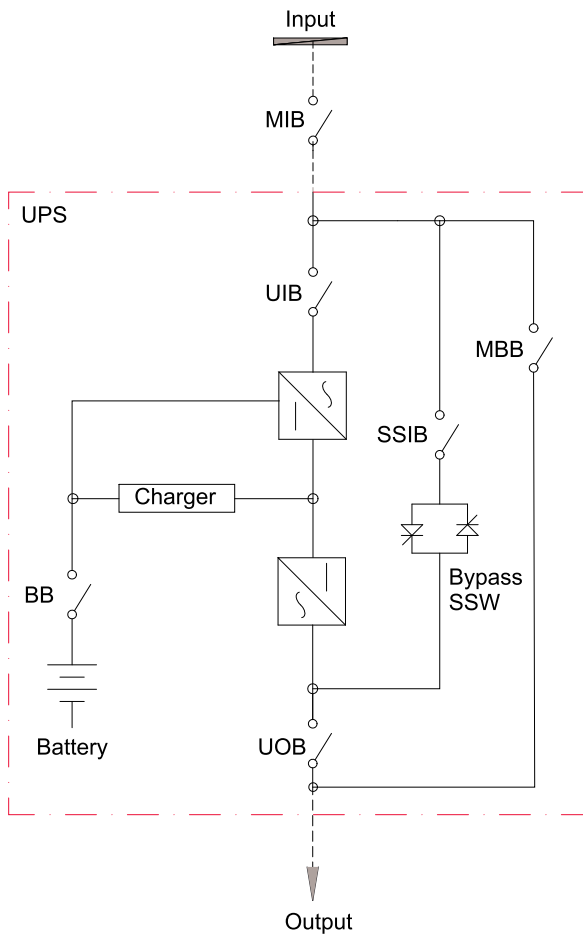 Input
MIB
UPS
UIB
MBB
SSIB
Charger
Bypass
SSW
BB
Battery
UOB
Output